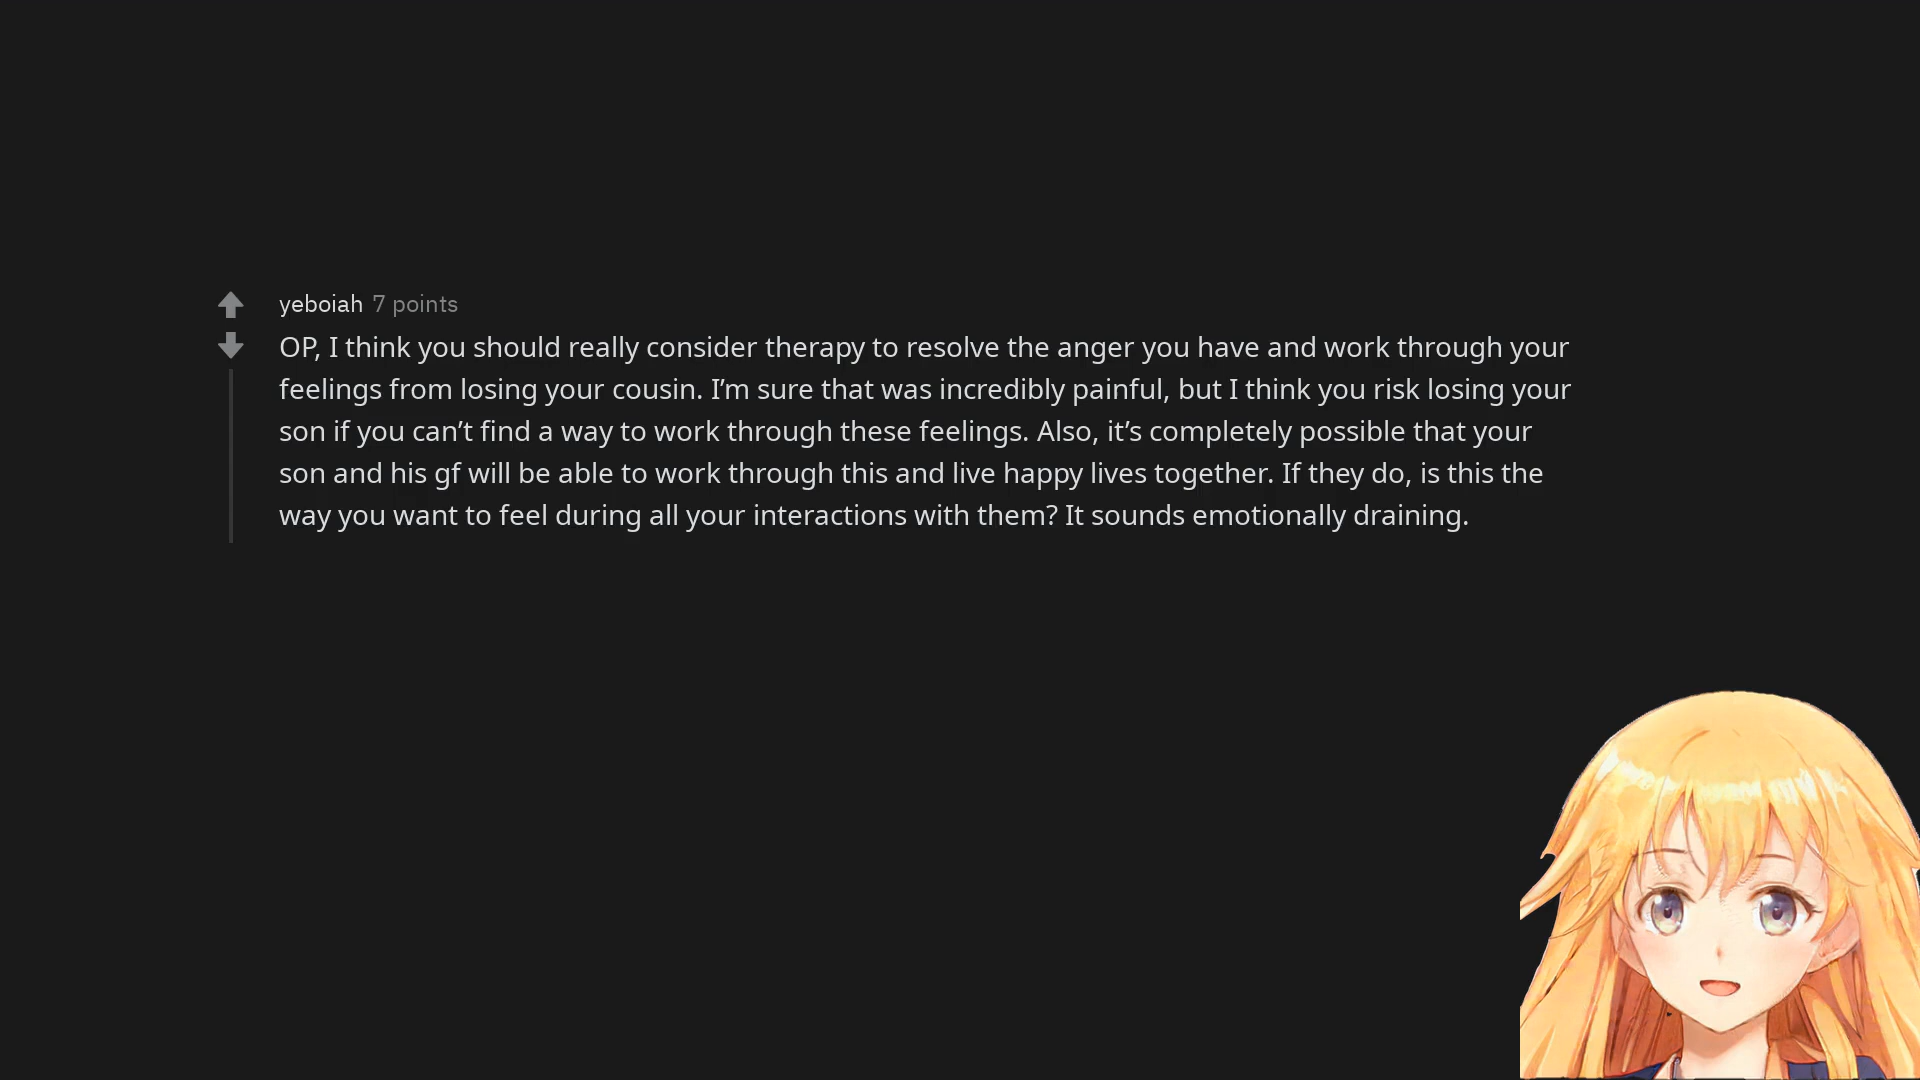 yeboiah 7 points
OP, I think you should really consider therapy to resolve the anger you have and work through your
feelings from losing your cousin. I’m sure that was incredibly painful, but I think you risk losing your
son if you can’t find a way to work through these feelings. Also, it’s completely possible that your
son and his gf will be able to work through this and live happy lives together. If they do, is this the
way you want to feel during all your interactions with them? It sounds emotionally draining.